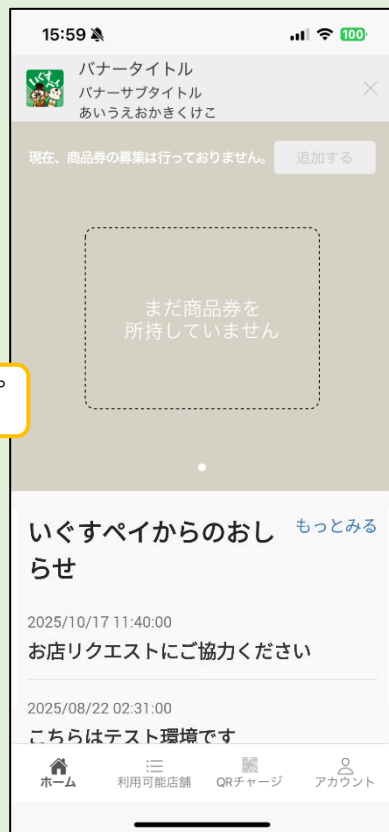 15:59
100
いぐすペイ
バナータイトル
バナーサブタイトル
あいうえおかきくけこ
現在、商品券の募集は行っておりません。 追加する
まだ商品券を
所持していません
。
いぐすペイからのおし もっとみる
らせ
2025/10/17 11:40:00
お店リクエストにご協力ください
2025/08/22 02:31:00
こちらはテスト環境です
ホーム 利用可能店舗 QRチャージ アカウント